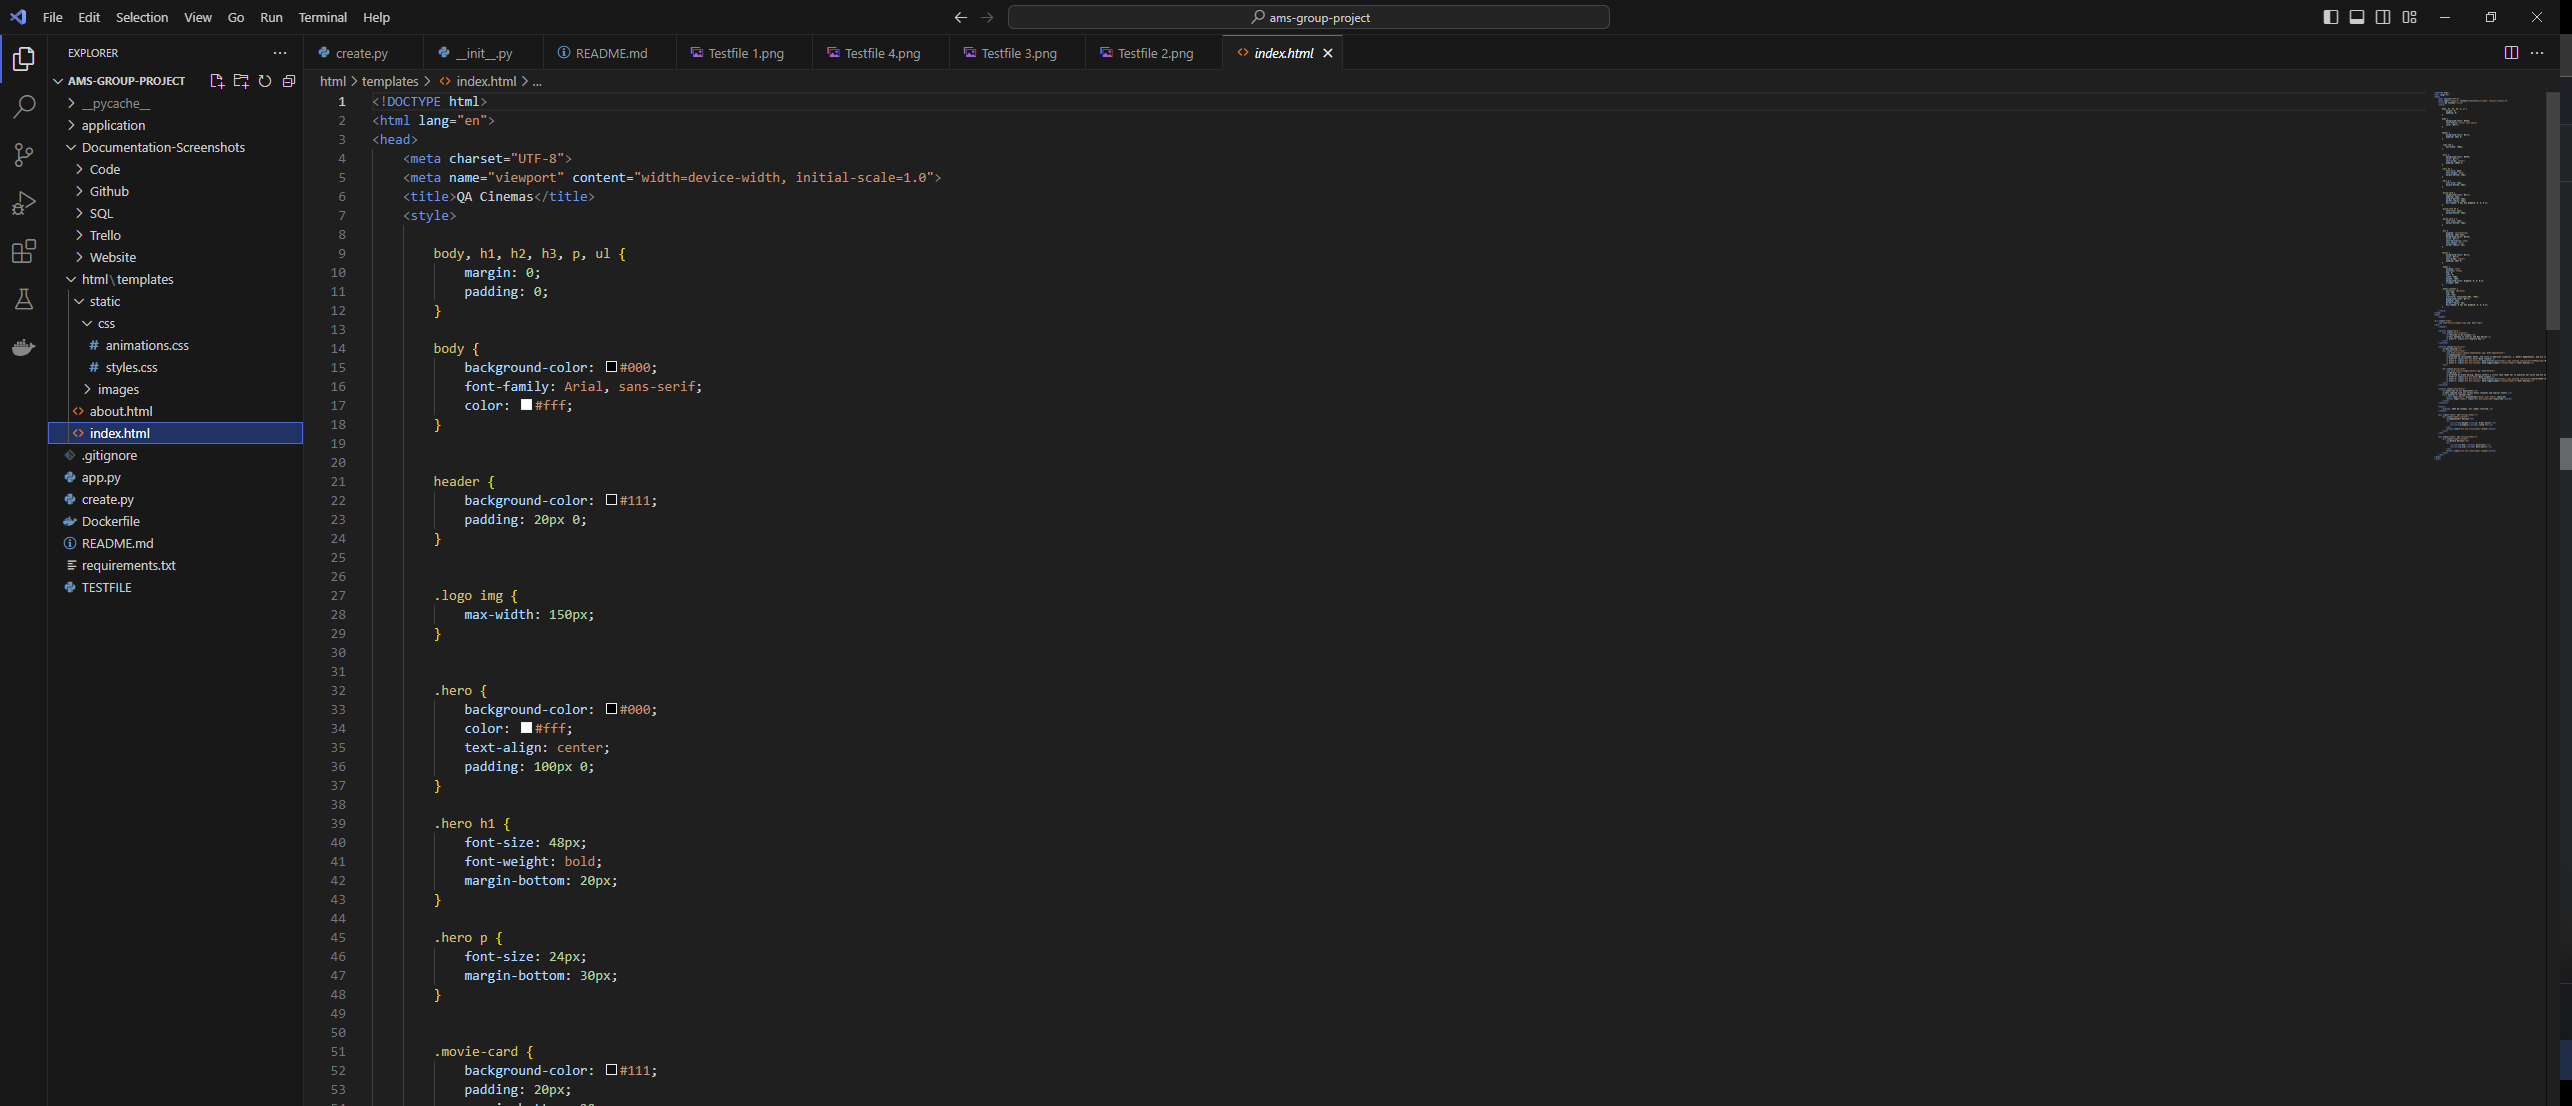 File Edit Selection View Go Run Terminal Help
ams-group-project
EXPLORER
AMS-GROUP-PROJECT
__pycache__
application
Documentation-Screenshots
Code
Github
SQL
Trello
Website
html\templates
static
css
# animations.css
# styles.css
images
<> about.html
<> index.html
.gitignore
app.py
create.py
Dockerfile
README.md
requirements.txt
TESTFILE
create.py __init__.py README.md Testfile 1.png Testfile 4.png Testfile 3.png Testfile 2.png <> index.html
html > templates > <> index.html > ...
1 <!DOCTYPE html>
2 <html lang="en">
3 <head>
4 <meta charset="UTF-8">
5 <meta name="viewport" content="width=device-width, initial-scale=1.0">
6 <title>QA Cinemas</title>
7 <style>
8
9 body, h1, h2, h3, p, ul {
10 margin: 0;
11 padding: 0;
12 }
13
14 body {
15 background-color: #000;
16 font-family: Arial, sans-serif;
17 color: #fff;
18 }
19
20
21 header {
22 background-color: #111;
23 padding: 20px 0;
24 }
25
26
27 .logo img {
28 max-width: 150px;
29 }
30
31
32 .hero {
33 background-color: #000;
34 color: #fff;
35 text-align: center;
36 padding: 100px 0;
37 }
38
39 .hero h1 {
40 font-size: 48px;
41 font-weight: bold;
42 margin-bottom: 20px;
43 }
44
45 .hero p {
46 font-size: 24px;
47 margin-bottom: 30px;
48 }
49
50
51 .movie-card {
52 background-color: #111;
53 padding: 20px;